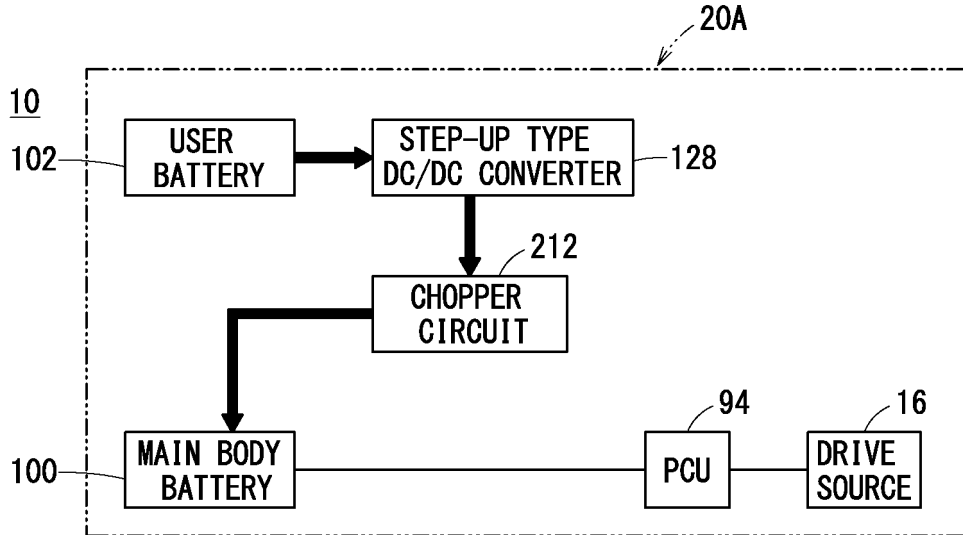 20A
10
USER
BATTERY
102
STEP-UP TYPE
DC/DC CONVERTER
128
212
CHOPPER
CIRCUIT
94
16
MAIN BODY
BATTERY
100
PCU
DRIVE
SOURCE